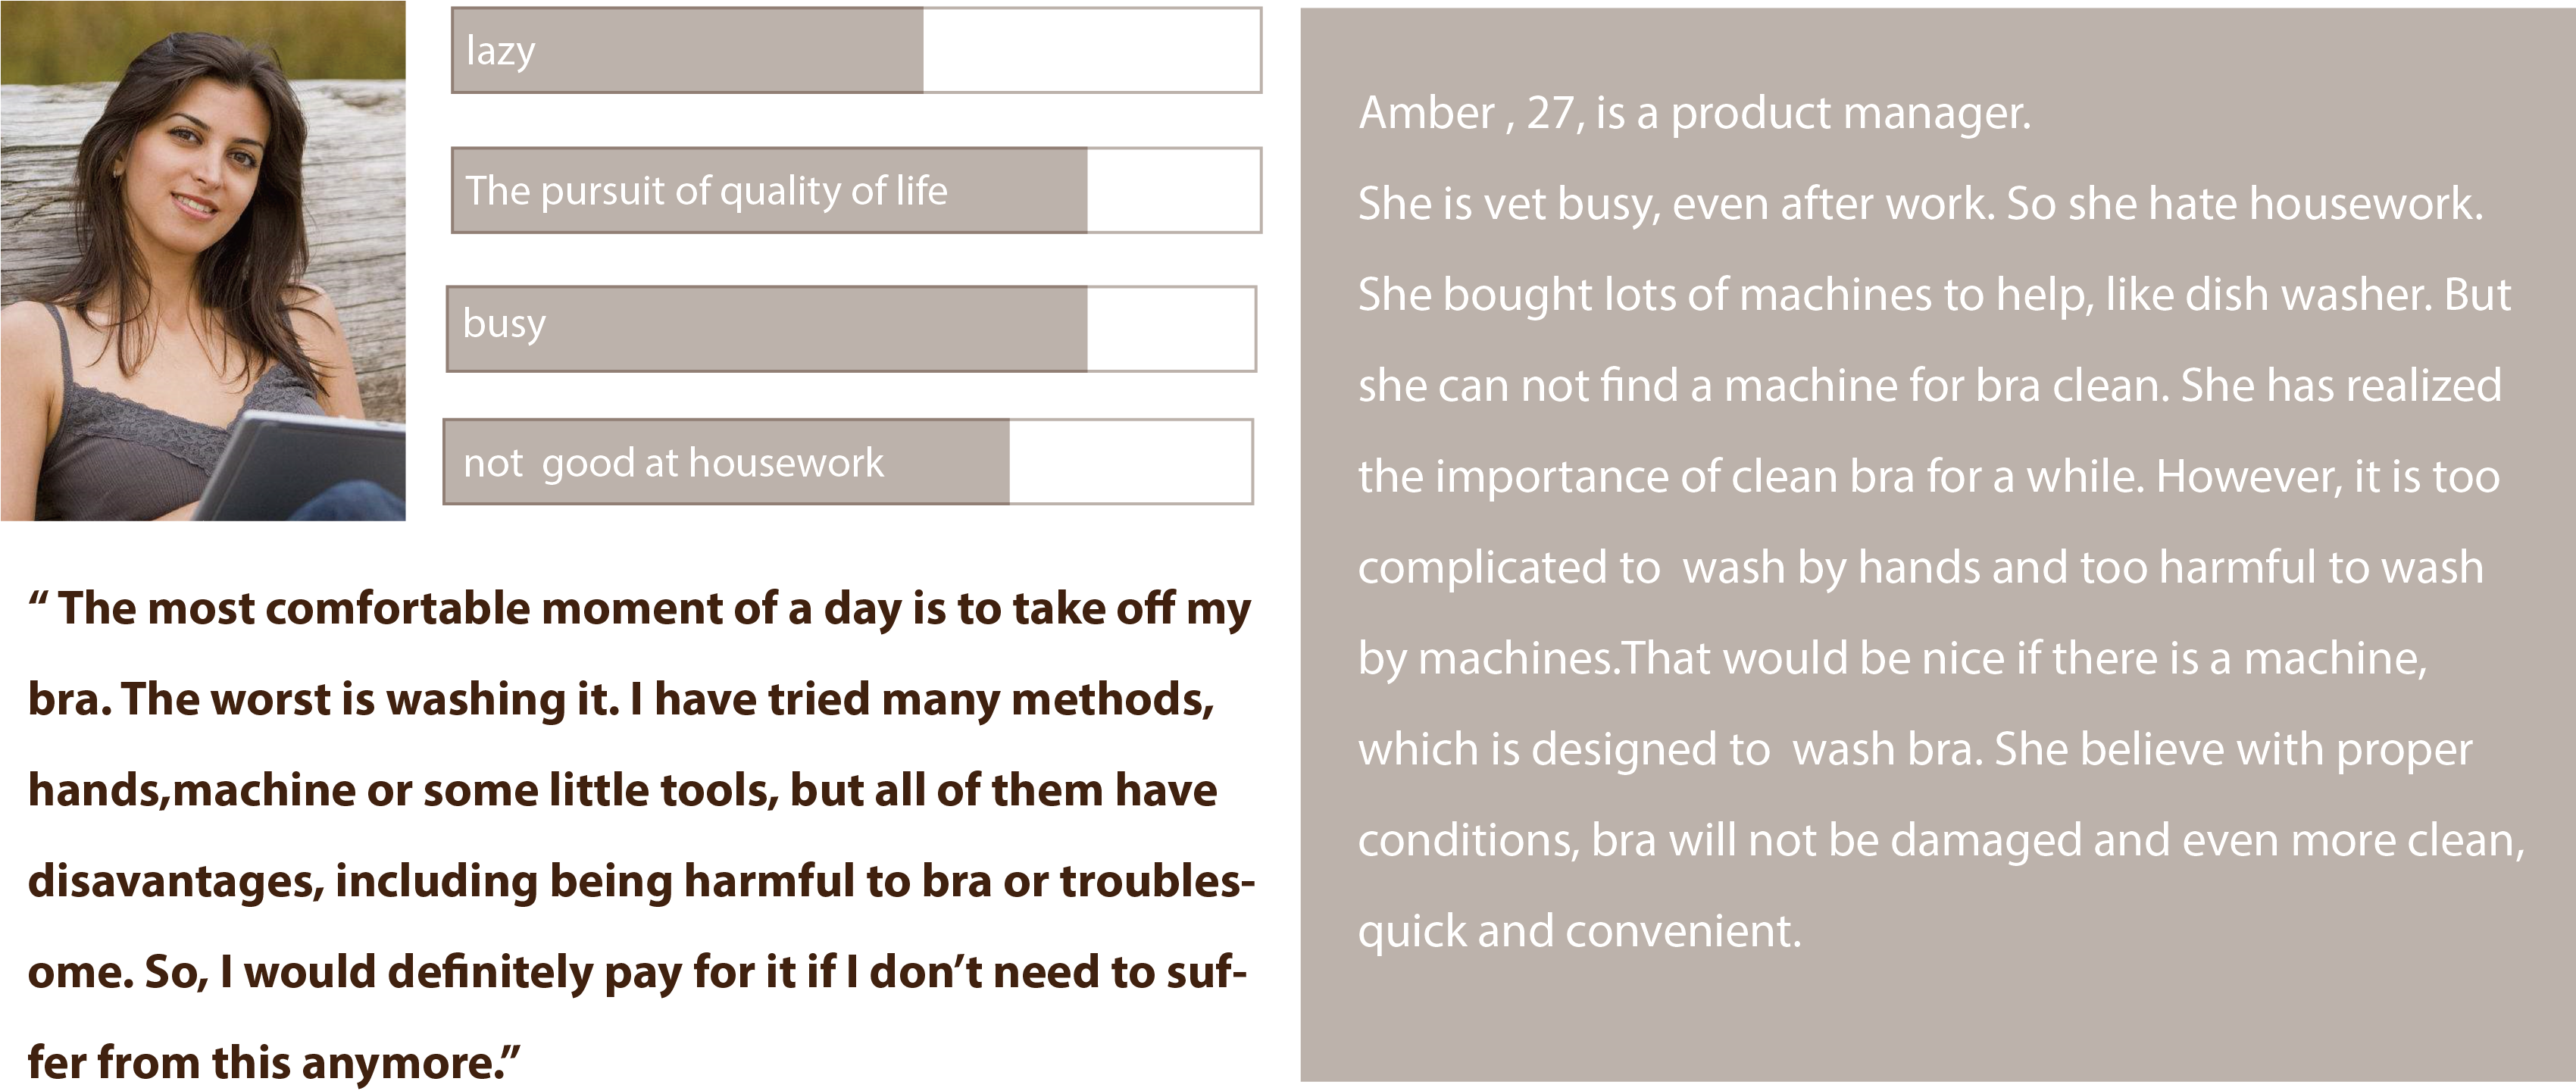 lazy
The pursuit of quality of life
busy
not  good at housework
“ The most comfortable moment of a day is to take off my
bra. The worst is washing it. I have tried many methods,
hands,machine or some little tools, but all of them have
disavantages, including being harmful to bra or troubles-
ome. So, I would definitely pay for it if I don’t need to suf-
fer from this anymore.”
Amber , 27, is a product manager.
She is vet busy, even after work. So she hate housework.
She bought lots of machines to help, like dish washer. But
she can not find a machine for bra clean. She has realized
the importance of clean bra for a while. However, it is too
complicated to  wash by hands and too harmful to wash
by machines.That would be nice if there is a machine,
which is designed to  wash bra. She believe with proper
conditions, bra will not be damaged and even more clean,
quick and convenient.